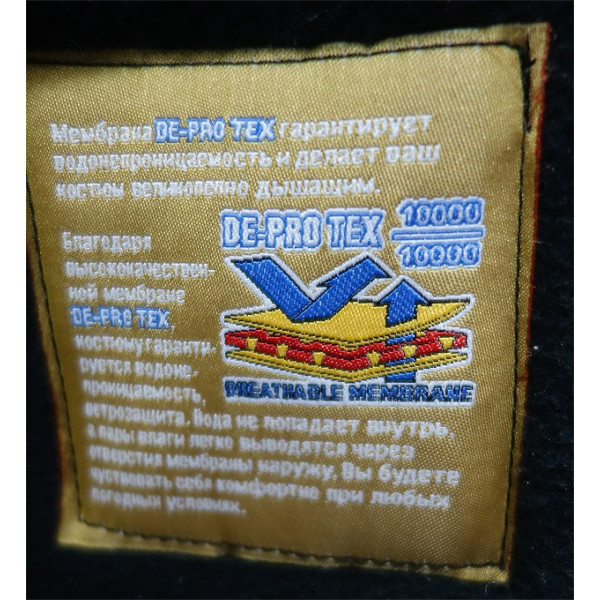 Мембрана DE-PRO TEX гарантирует
водонепроницаемость и делает ваш
костюм великолепно дышащим.
DE-PRO TEX 10000
10000
Благодаря
высококачествен-
ной мембране
DE-PRO TEX,
костюму гаранти-
руется водоне-
проницаемость,
BREATHABLE MEMBRANE
ветрозащита. Вода не попадает внутрь,
а пары влаги легко выводятся через
отверстия мембраны наружу. Вы будете
чуствовать себя комфортно при любых
погодных условиях.